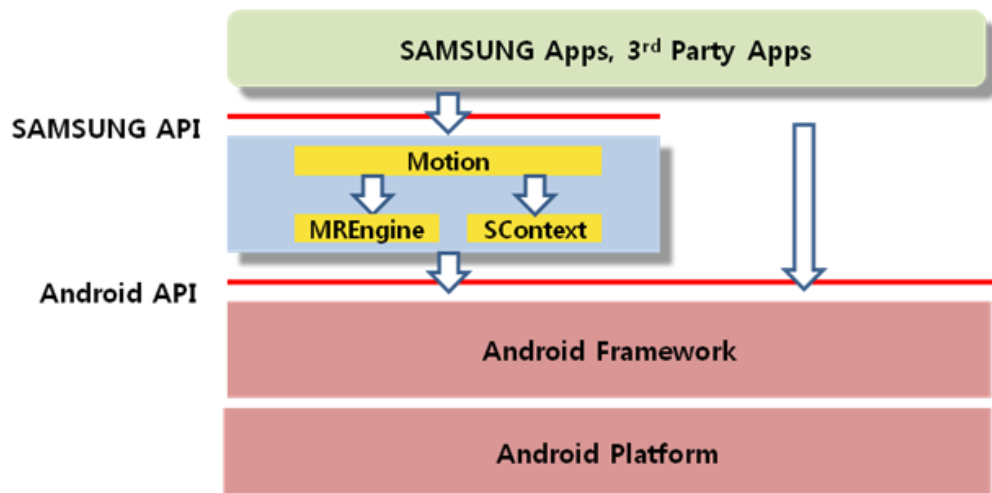 SAMSUNG Apps, 3rd Party Apps
SAMSUNG API
Motion
MREngine
SContext
Android API
Android Framework
Android Platform